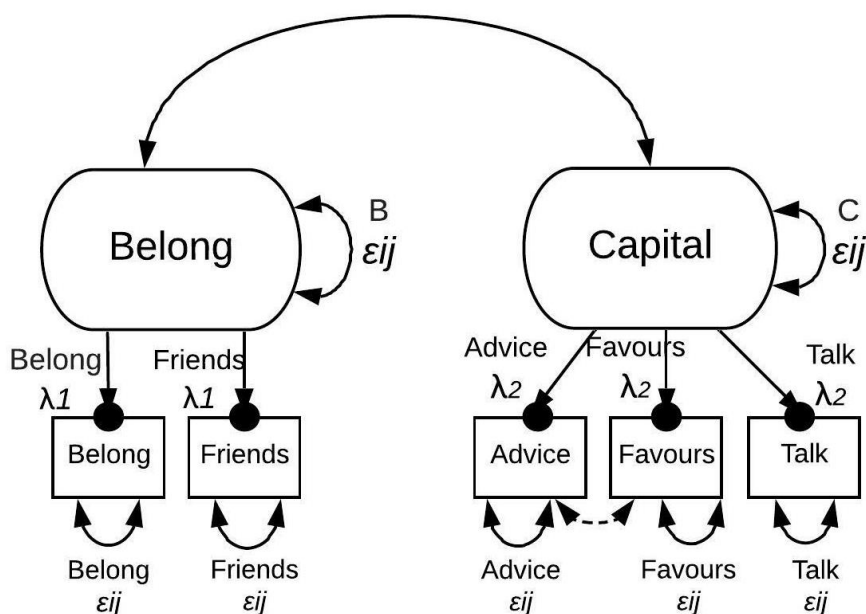 B
εij
Belong
C
εij
Capital
Belong
λ1
Friends
λ1
Advice
λ2
Favours
λ2
Talk
λ2
Belong
Friends
Advice
Favours
Talk
Belong
εij
Friends
εij
Advice
εij
Favours
εij
Talk
εij